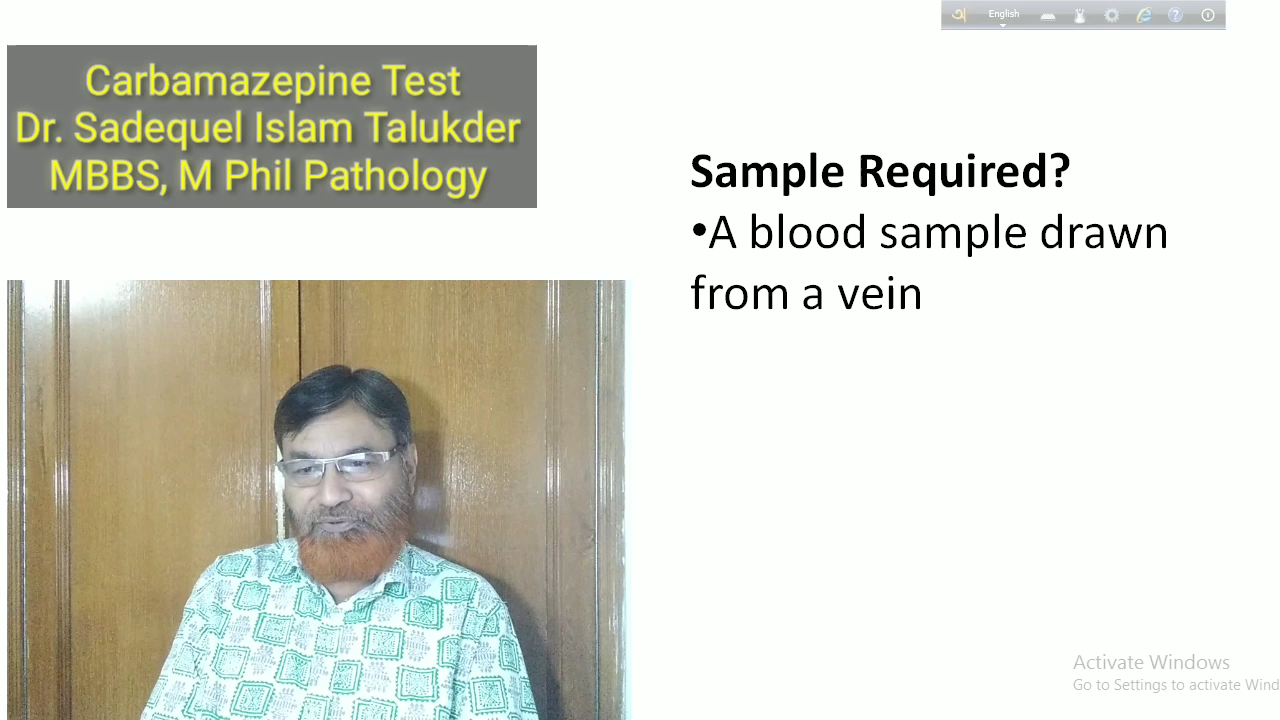 English
Carbamazepine Test
Dr. Sadequel Islam Talukder
MBBS, M Phil Pathology
Sample Required?
•A blood sample drawn
from a vein
Activate Windows
Go to Settings to activate Wind